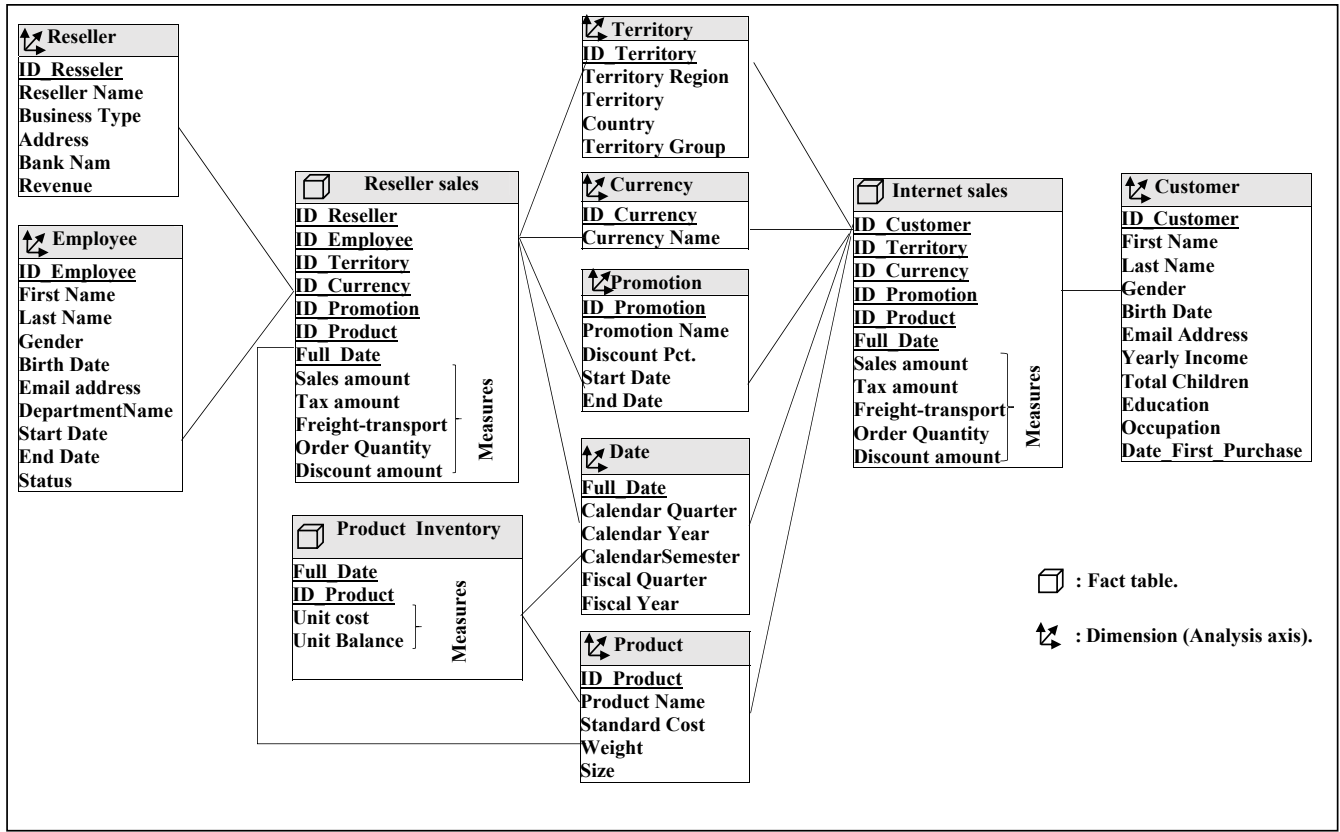 Reseller
ID_Resseler
Reseller Name
Business Type
Address
Bank Nam
Revenue
Employee
ID_Employee
First Name
Last Name
Gender
Birth Date
Email address
DepartmentName
Start Date
End Date
Status
Reseller sales
ID_Reseller
ID_Employee
ID_Territory
ID_Currency
ID_Promotion
ID_Product
Full_Date
Sales amount
Tax amount
Freight-transport
Order Quantity
Discount amount
Measures
Product Inventory
Full_Date
ID_Product
Unit cost
Unit Balance
Measures
Territory
ID_Territory
Territory Region
Territory
Country
Territory Group
Currency
ID_Currency
Currency Name
Promotion
ID_Promotion
Promotion Name
Discount Pct.
Start Date
End Date
Date
Full_Date
Calendar Quarter
Calendar Year
CalendarSemester
Fiscal Quarter
Fiscal Year
Product
ID_Product
Product Name
Standard Cost
Weight
Size
Internet sales
ID_Customer
ID_Territory
ID_Currency
ID_Promotion
ID_Product
Full_Date
Sales amount
Tax amount
Freight-transport
Order Quantity
Discount amount
Measures
Customer
ID_Customer
First Name
Last Name
Gender
Birth Date
Email Address
Yearly Income
Total Children
Education
Occupation
Date_First_Purchase
: Fact table.
: Dimension (Analysis axis).